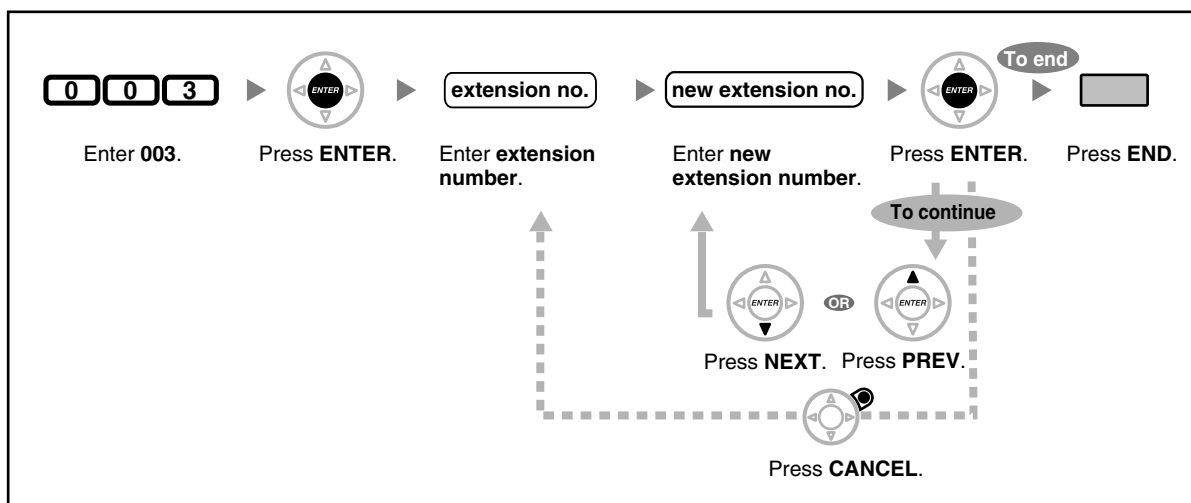 0 0 3
ENTER
extension no.
new extension no.
ENTER
To end
Enter 003.
Press ENTER.
Enter extension
number.
Enter new
extension number.
Press ENTER.
Press END.
To continue
ENTER
OR
ENTER
Press NEXT.
Press PREV.
Press CANCEL.